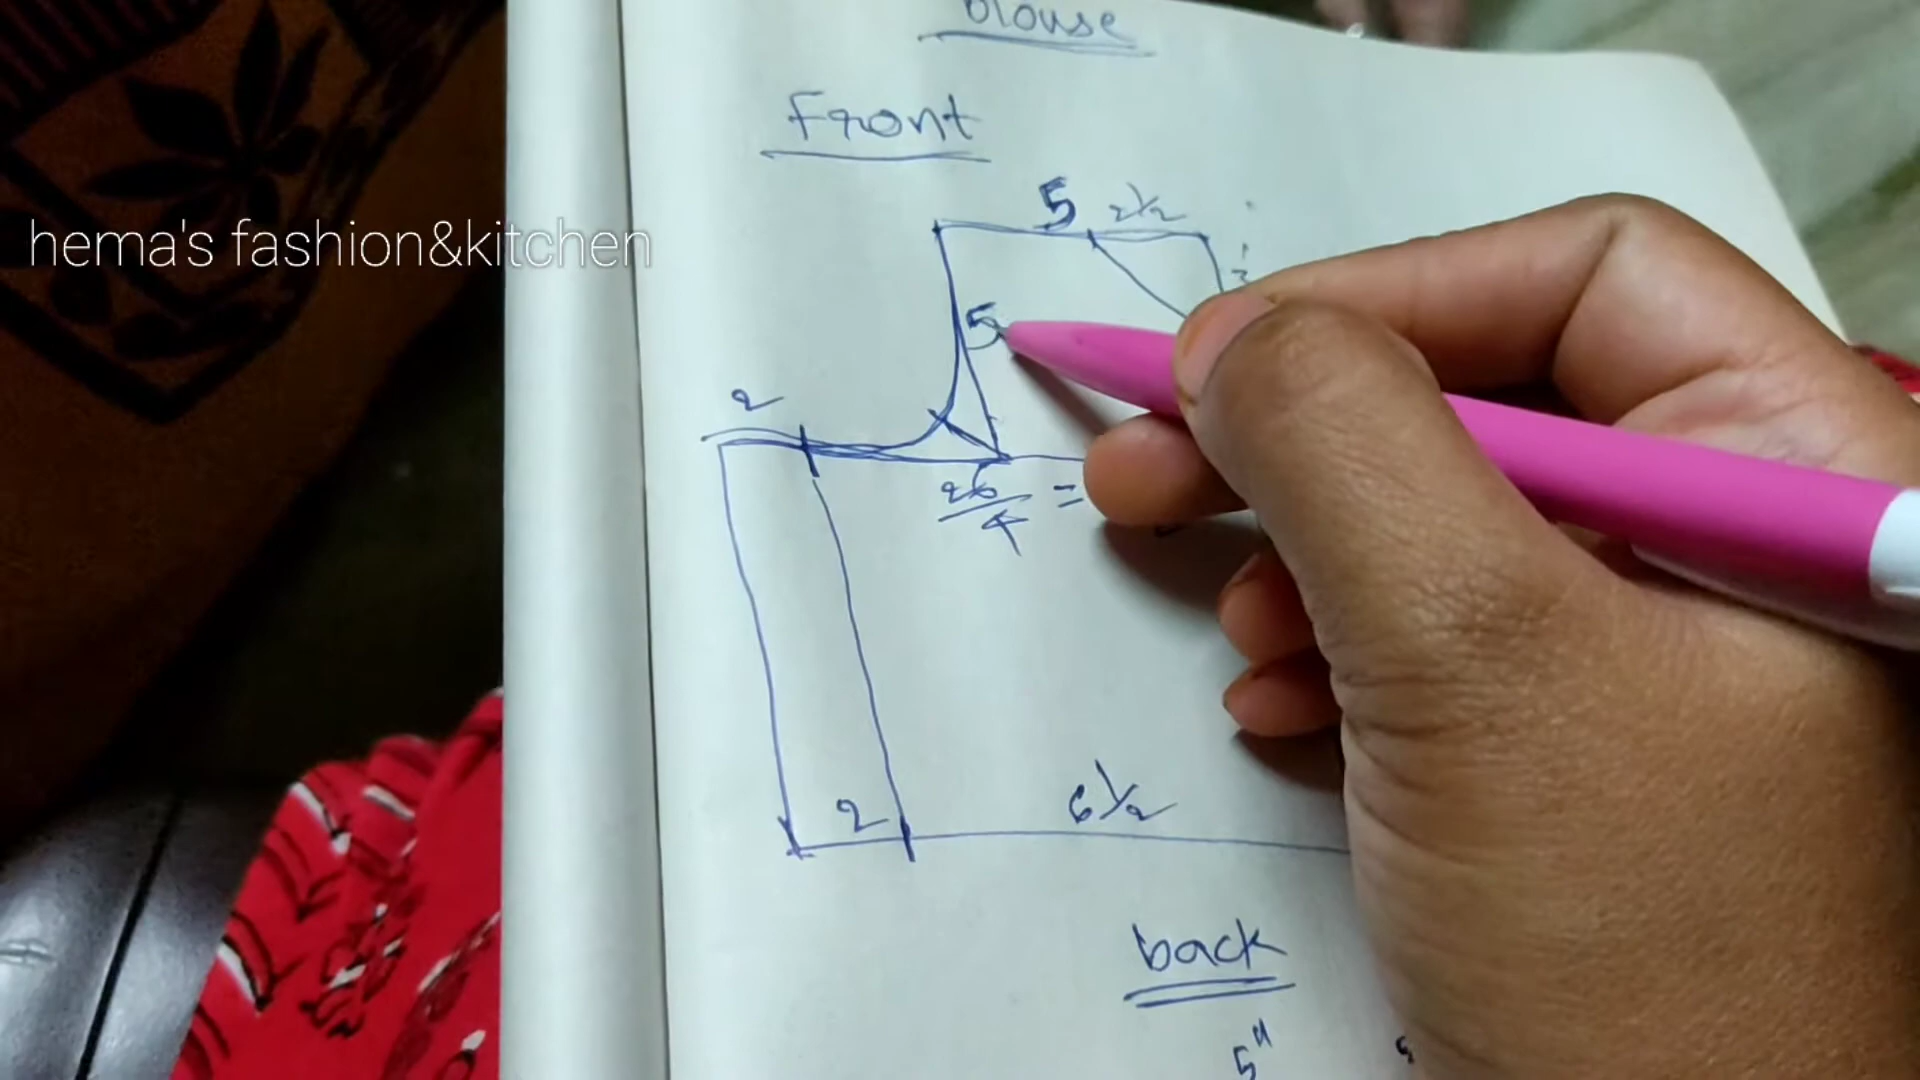 blouse
Front
5 2½
5
hema's fashion&kitchen
2
26/4 =
2 6½
back
5"